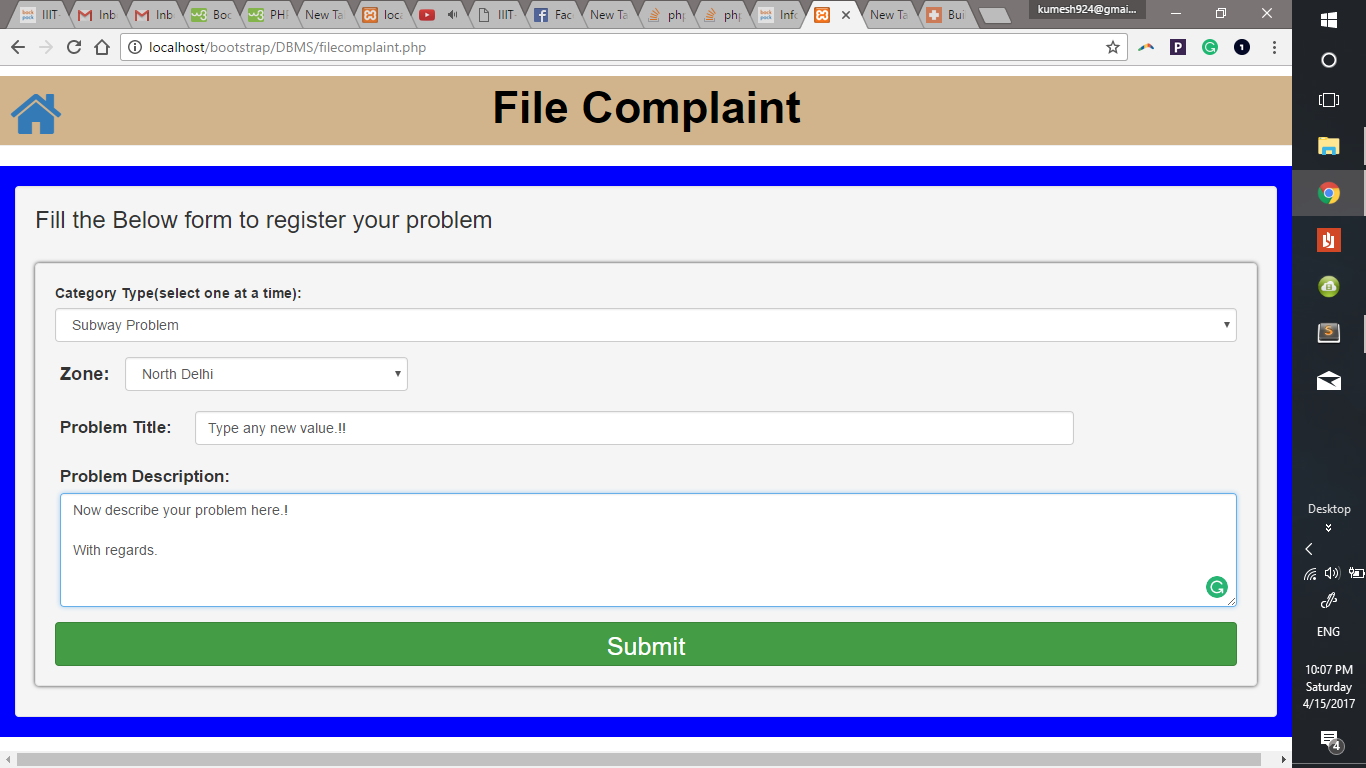 IIIT-
Inb
Inb
Boc
PHP
New Ta
loca
IIIT-
Fac
New Ta
php
php
Info
New Ta
Bui
kumesh924@gmai...
localhost/bootstrap/DBMS/filecomplaint.php
File Complaint
Fill the Below form to register your problem
Category Type(select one at a time):
Subway Problem
Zone: North Delhi
Problem Title: Type any new value.!!
Problem Description:
Now describe your problem here.!
With regards.
Submit
Desktop
ENG
10:07 PM
Saturday
4/15/2017
4